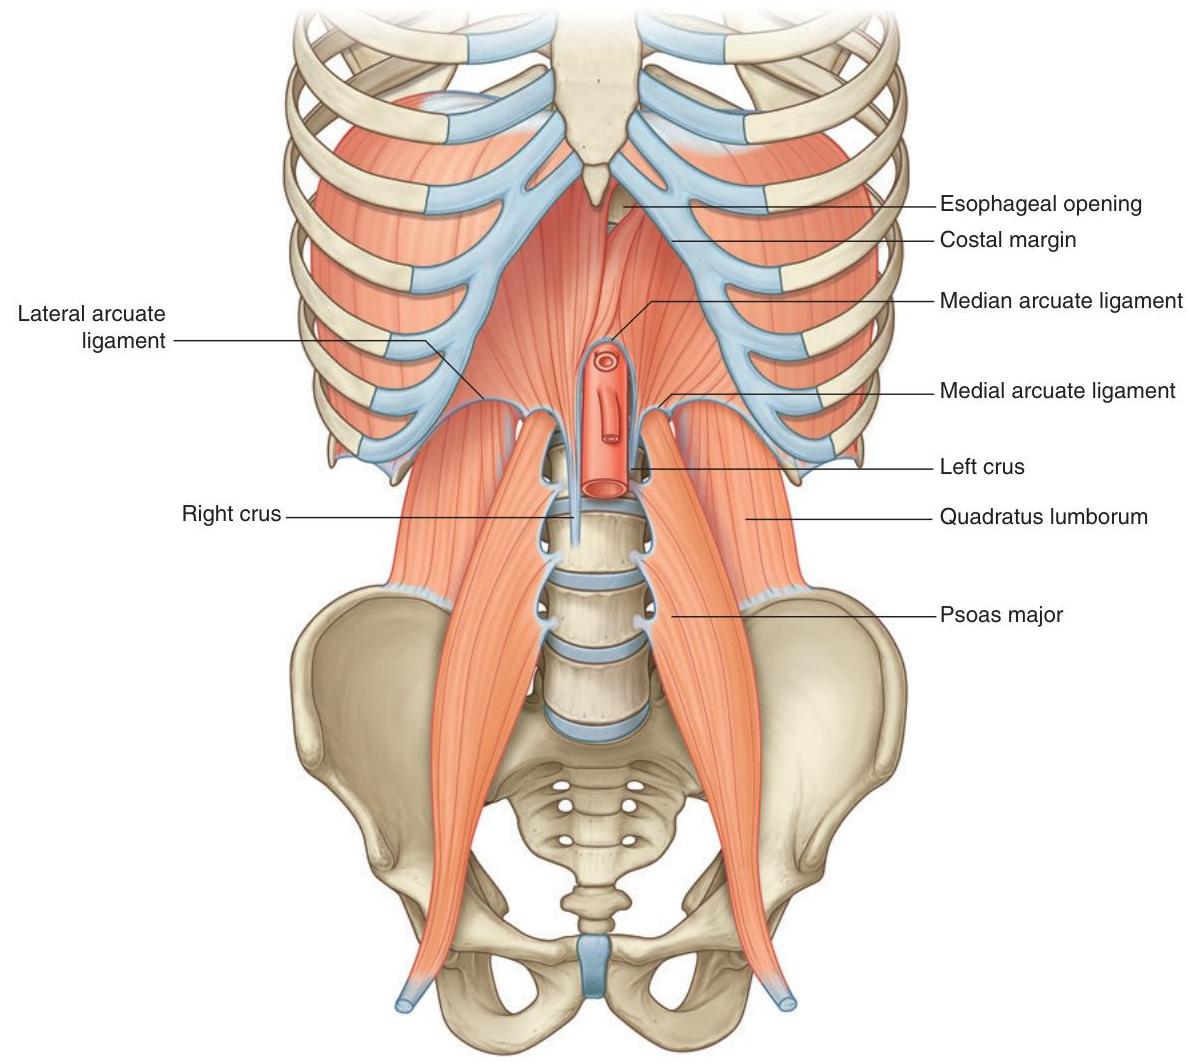 Esophageal opening
Costal margin
Median arcuate ligament
Lateral arcuate
ligament
Medial arcuate ligament
Left crus
Right crus
Quadratus lumborum
Psoas major